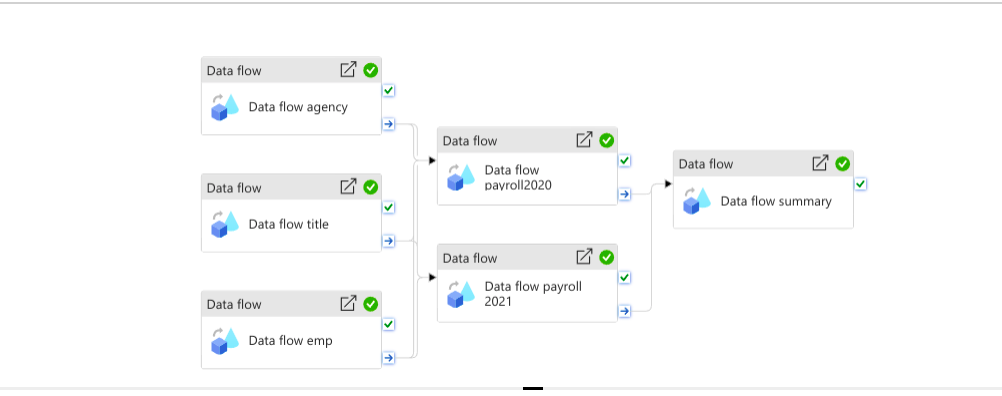 Data flow
Data flow agency
Data flow
Data flow title
Data flow
Data flow emp
Data flow
Data flow
payroll2020
Data flow
Data flow payroll
2021
Data flow
Data flow summary